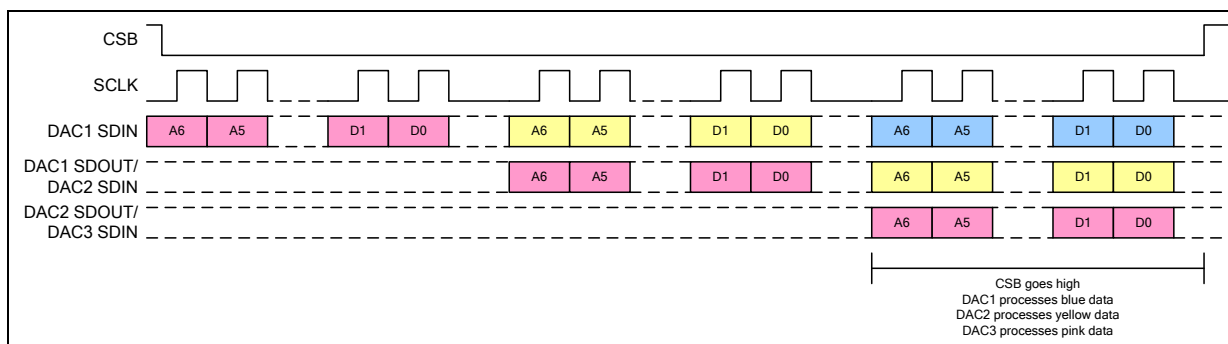 CSB
SCLK
DAC1 SDIN A6 A5 D1 D0 A6 A5 D1 D0 A6 A5 D1 D0
DAC1 SDOUT/
DAC2 SDIN A6 A5 D1 D0 A6 A5 D1 D0
DAC2 SDOUT/
DAC3 SDIN A6 A5 D1 D0
CSB goes high
DAC1 processes blue data
DAC2 processes yellow data
DAC3 processes pink data